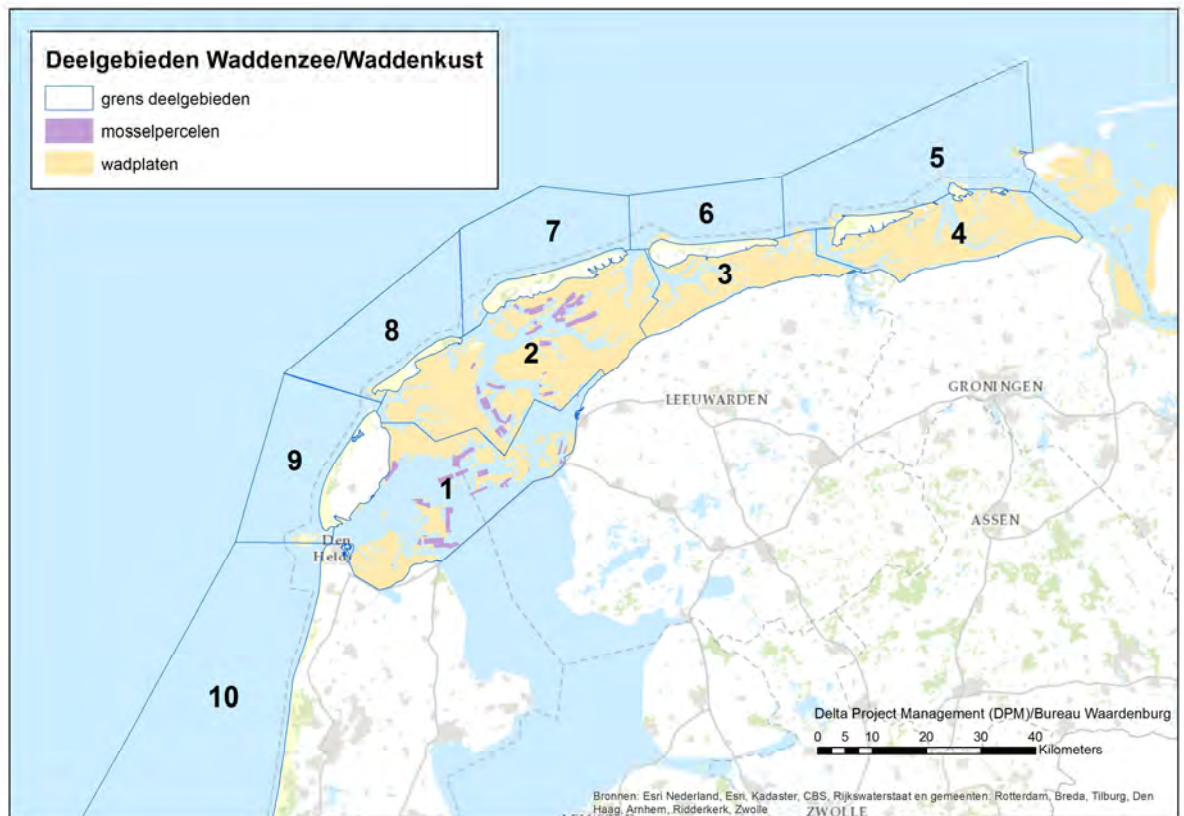 Deelgebieden Waddenzee/Waddenkust
grens deelgebieden
mosselpercelen
wadplaten
5
7
6
4
3
8
2
LEEUWARDEN
GRONINGEN
9
1
ASSEN
Den
10
Delta Project Management (DPM)/Bureau Waardenburg
0 5 10 20 30 40
Kilometers
Bronnen: Esri Nederland, Esri, Kadaster, CBS, Rijkswaterstaat en gemeenten: Rotterdam, Breda, Tilburg, Den
Haag, Arnhem, Ridderkerk, Zwolle
ZWOLLE